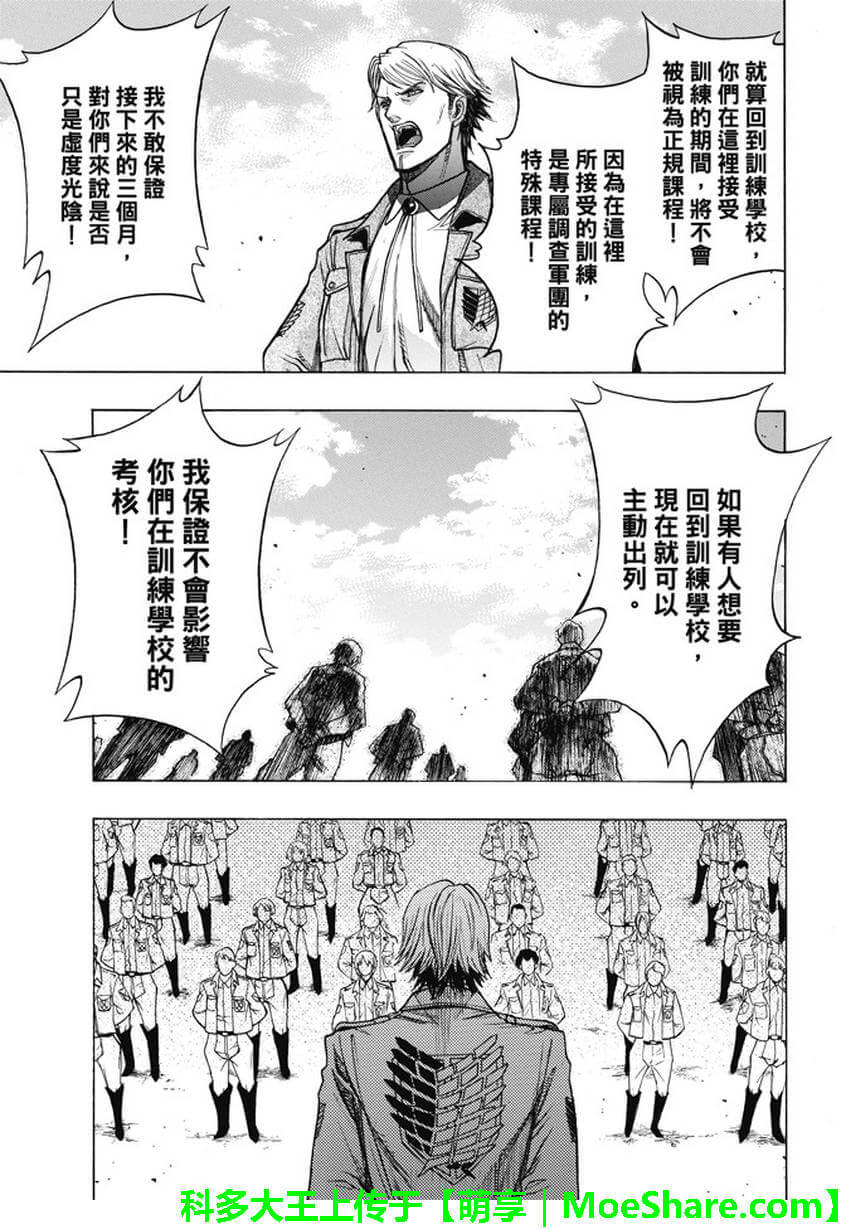 就算回到訓練學校，
你們在這裡接受
訓練的期間，將不會
被視為正規課程！
因為在這裡
所接受的訓練，
是專屬調查軍團的
特殊課程！
我不敢保證
接下來的三個月，
對你們來說是否
只是虛度光陰！
如果有人想要
回到訓練學校，
現在就可以
主動出列。
我保證不會影響
你們在訓練學校的
考核！
科多大王上传于【萌享｜MoeShare.com】